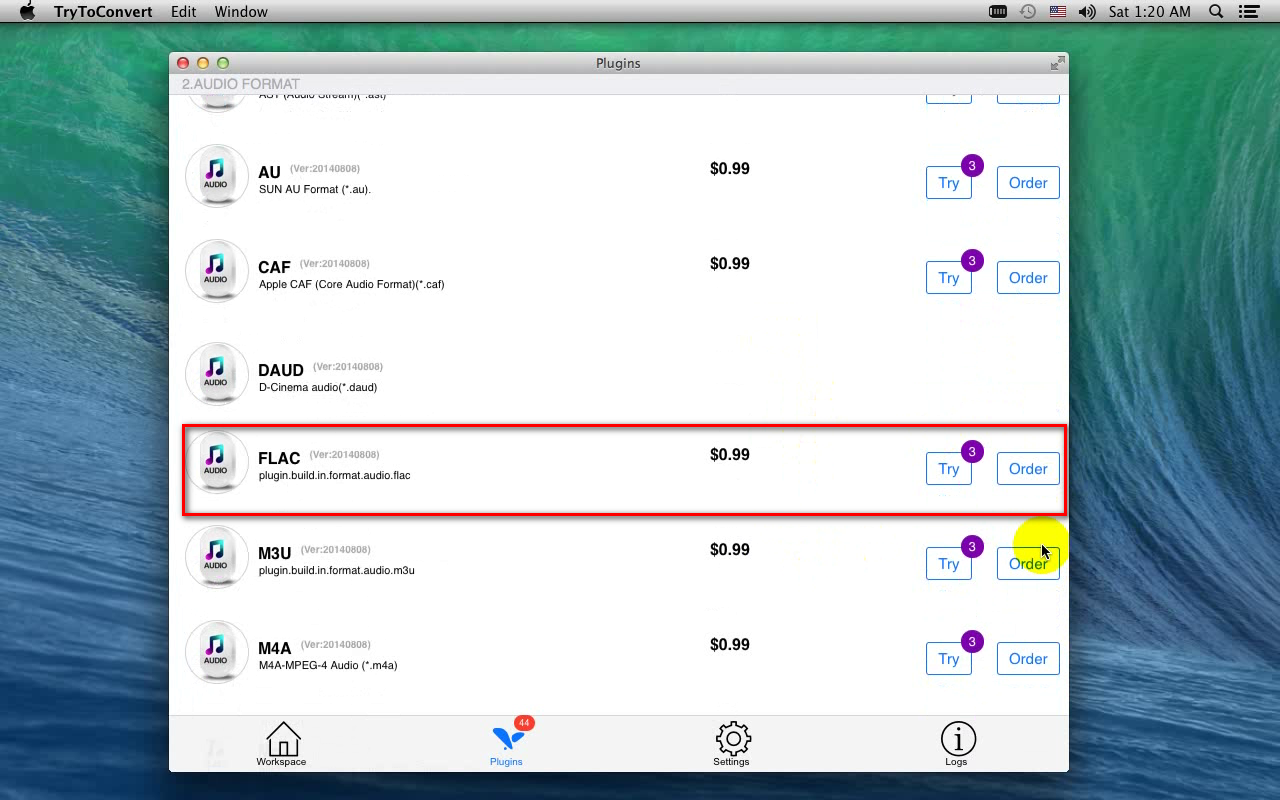 TryToConvert Edit Window Sat 1:20 AM
Plugins
2.AUDIO FORMAT
AST (Audio Stream)(*.ast)
AUDIO AU (Ver:20140808) $0.99 Try 3 Order
SUN AU Format (*.au).
AUDIO CAF (Ver:20140808) $0.99 Try 3 Order
Apple CAF (Core Audio Format)(*.caf)
AUDIO DAUD (Ver:20140808)
D-Cinema audio(*.daud)
AUDIO FLAC (Ver:20140808) $0.99 Try 3 Order
plugin.build.in.format.audio.flac
AUDIO M3U (Ver:20140808) $0.99 Try 3 Order
plugin.build.in.format.audio.m3u
AUDIO M4A (Ver:20140808) $0.99 Try 3 Order
M4A-MPEG-4 Audio (*.m4a)
44
Workspace Plugins Settings Logs